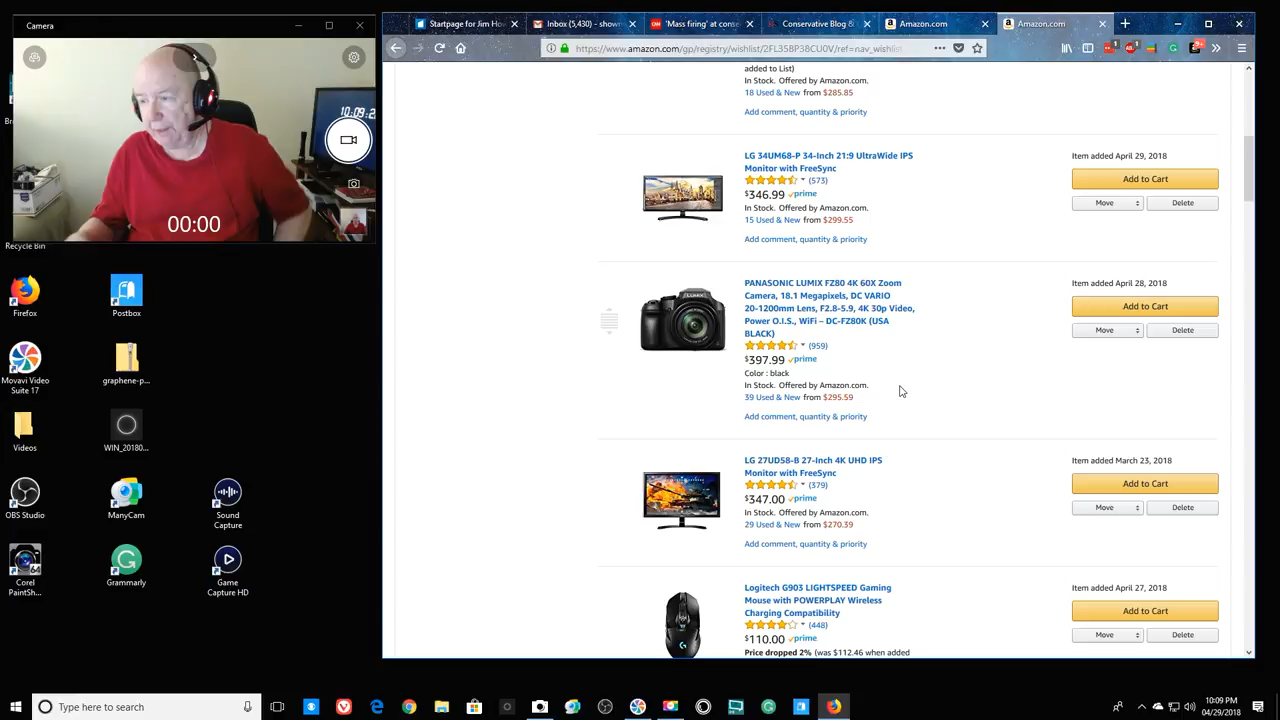 Camera
00:00
10:09:2
Startpage for Jim How
Inbox (5,430) - shown
'Mass firing' at conse
Conservative Blog &
Amazon.com
Amazon.com
https://www.amazon.com/gp/registry/wishlist/2FL35BP38CU0V/ref=nav_wishlis
added to List)
In Stock. Offered by Amazon.com.
18 Used & New from $285.85
Add comment, quantity & priority
LG 34UM68-P 34-Inch 21:9 UltraWide IPS
Monitor with FreeSync
(573)
$346.99 prime
In Stock. Offered by Amazon.com.
15 Used & New from $299.55
Add comment, quantity & priority
Item added April 29, 2018
Add to Cart
Move Delete
PANASONIC LUMIX FZ80 4K 60X Zoom
Camera, 18.1 Megapixels, DC VARIO
20-1200mm Lens, F2.8-5.9, 4K 30p Video,
Power O.I.S., WiFi – DC-FZ80K (USA
BLACK)
(959)
$397.99 prime
Color : black
In Stock. Offered by Amazon.com.
39 Used & New from $295.59
Add comment, quantity & priority
Item added April 28, 2018
Add to Cart
Move Delete
LG 27UD58-B 27-Inch 4K UHD IPS
Monitor with FreeSync
(379)
$347.00 prime
In Stock. Offered by Amazon.com.
29 Used & New from $270.39
Add comment, quantity & priority
Item added March 23, 2018
Add to Cart
Move Delete
Logitech G903 LIGHTSPEED Gaming
Mouse with POWERPLAY Wireless
Charging Compatibility
(448)
$110.00 prime
Price dropped 2% (was $112.46 when added
Item added April 27, 2018
Add to Cart
Move Delete
Recycle Bin
Firefox
Postbox
Movavi Video
Suite 17
graphene-p...
Videos
WIN_20180...
OBS Studio
ManyCam
Sound
Capture
Corel
PaintSh...
Grammarly
Game
Capture HD
Type here to search
10:09 PM
04/29/2018